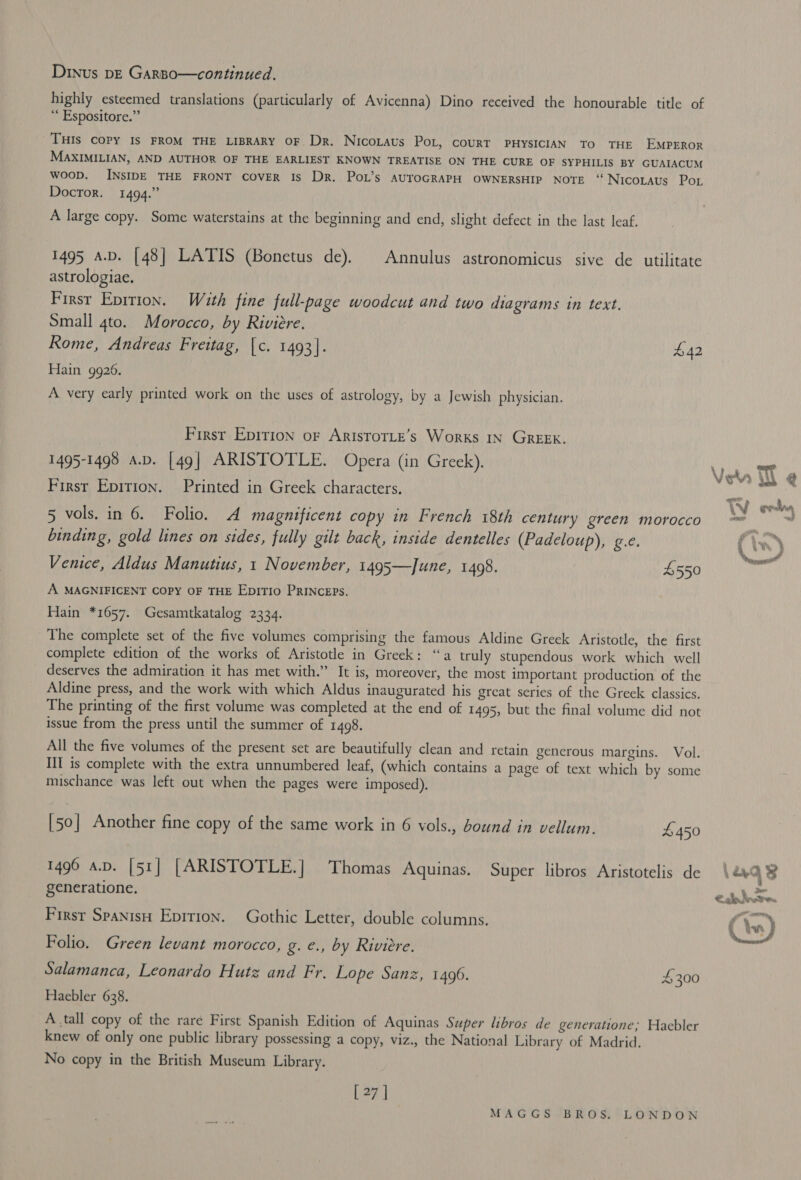 Dinus de Garbo—continued.
highly esteemed translations (particularly of Avicenna) Dino received the honourable title of
“Espositore.”
This copy is from the library of Dr. Nicolaus Pol, court physician to the Emperor
Maximilian, and author of the earliest known treatise on the cure of syphilis by guaiacum
wood. Inside the front cover is Dr. Pol’s autograph ownership note “Nicolaus Pol
Doctor. 1494.”
A large copy. Some waterstains at the beginning and end, slight defect in the last leaf.
1495 A.D. [48] LATIS (Bonetus de). Annulus astronomicus sive de utilitate
astrologiae.
First Edition. With fine full-page woodcut and two diagrams in text.
Small 4to. Morocco, by Rivière.
Rome, Andreas Freitag, [c. 1493]. £42
Hain 9926.
A very early printed work on the uses of astrology, by a Jewish physician.
First Edition of Aristotle’s Works in Greek.
1495-1498 A.D. [49] ARISTOTLE. Opera (in Greek).
First Edition. Printed in Greek characters.
5 vols. in 6. Folio. A magnificent copy in French 18th century green morocco
binding, gold lines on sides, fully gilt back, inside dentelles (Padeloup), g.e.
Venice, Aldus Manutius, 1 November, 1495—June, 1498. £550
A magnificent copy of the Editio Princeps.
Hain *1657. Gesamtkatalog 2334.
The complete set of the five volumes comprising the famous Aldine Greek Aristotle, the first
complete edition of the works of Aristotle in Greek: “a truly stupendous work which well
deserves the admiration it has met with.” It is, moreover, the most important production of the
Aldine press, and the work with which Aldus inaugurated his great series of the Greek classics.
The printing of the first volume was completed at the end of 1495, but the final volume did not
issue from the press until the summer of 1498.
All the five volumes of the present set are beautifully clean and retain generous margins. Vol.
III is complete with the extra unnumbered leaf, (which contains a page of text which by some
mischance was left out when the pages were imposed).
[50] Another fine copy of the same work in 6 vols., bound in vellum. £450
1496 A.D. [51] [ARISTOTLE.] Thomas Aquinas. Super libros Aristotelis de
generatione.
First Spanish Edition. Gothic Letter, double columns.
Folio. Green levant morocco, g. e., by Rivière.
Salamanca, Leonardo Hutz and Fr. Lope Sanz, 1496. £300
Haebler 638.
A tall copy of the rare First Spanish Edition of Aquinas Super libros de generatione; Haebler
knew of only one public library possessing a copy, viz., the National Library of Madrid.
No copy in the British Museum Library.
[ 27 ]
MAGGS BROS. LONDON